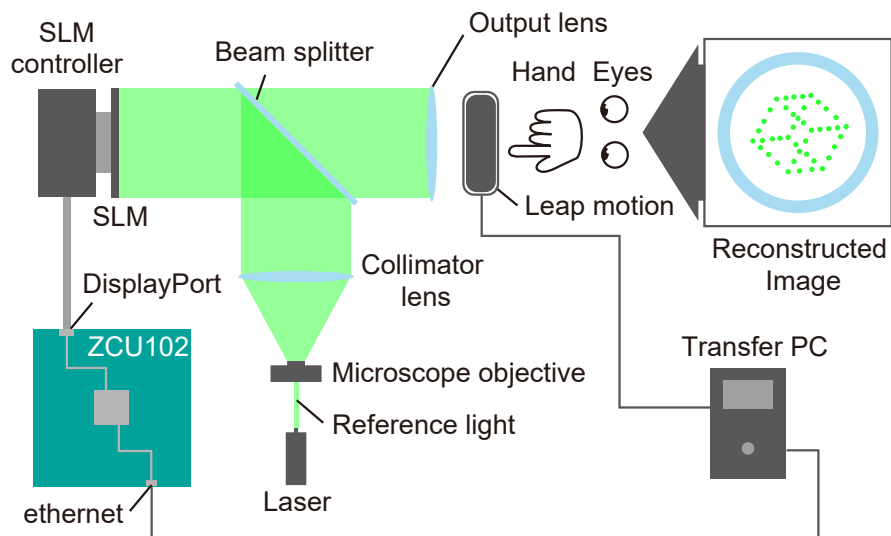 SLM
controller
Beam splitter
Output lens
Hand
Eyes
SLM
Leap motion
Reconstructed
Image
Collimator
lens
DisplayPort
ZCU102
Microscope objective
Transfer PC
Reference light
Laser
ethernet